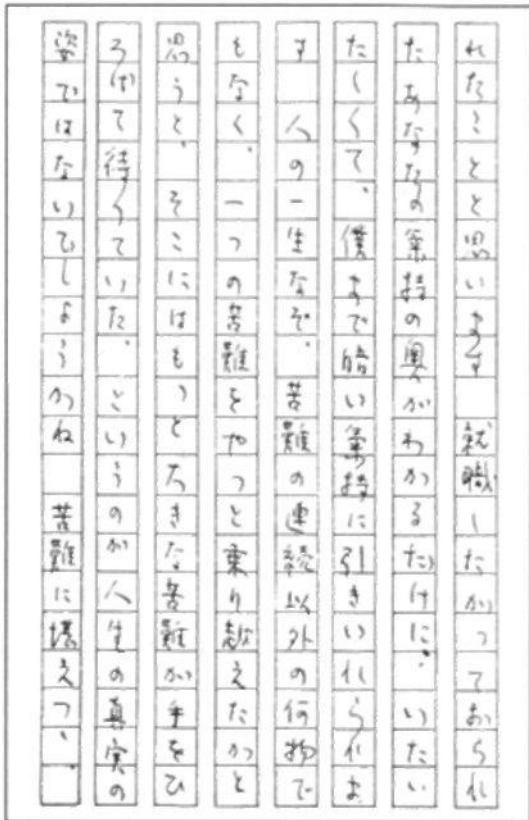 れたことと思います　就職したがっておられ
たあなたの氣持の奥がわかるだけに、いたい
たしくて、僕まで暗い氣持に引きいれられま
す　人の一生なぞ、苦難の連続以外の何物で
もなく、一つの苦難をやっと乗り越えたかと
思うと、そこにはもっと大きな苦難が手をひ
ろげて待っていた、というのが人生の真実の
姿ではないでしょうかね　苦難に堪えつゝ、